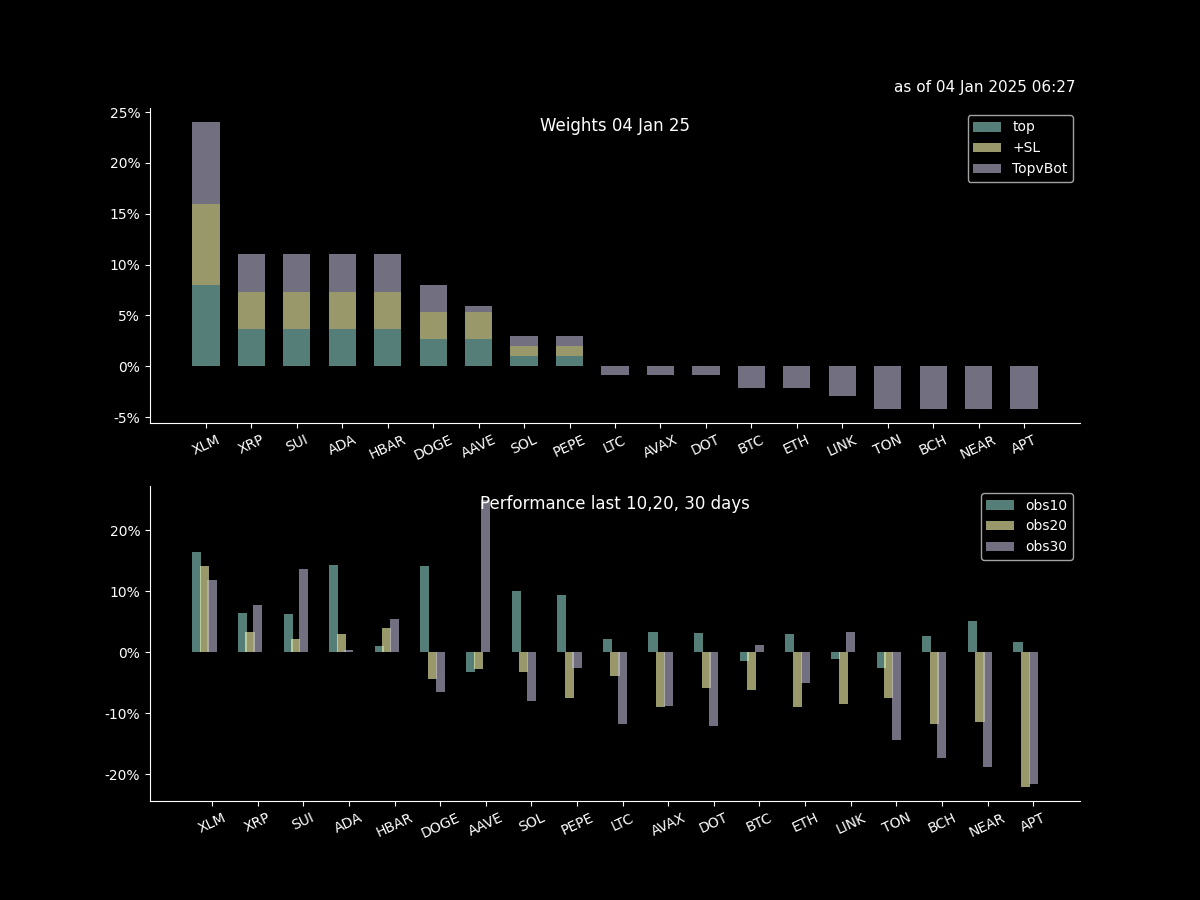 as of 04 Jan 2025 06:27
Weights 04 Jan 25
top
+SL
TopvBot
25%
20%
15%
10%
5%
0%
-5%
XLM XRP SUI ADA HBAR DOGE AAVE SOL PEPE LTC AVAX DOT BTC ETH LINK TON BCH NEAR APT
Performance last 10,20, 30 days
obs10
obs20
obs30
20%
10%
0%
-10%
-20%
XLM XRP SUI ADA HBAR DOGE AAVE SOL PEPE LTC AVAX DOT BTC ETH LINK TON BCH NEAR APT